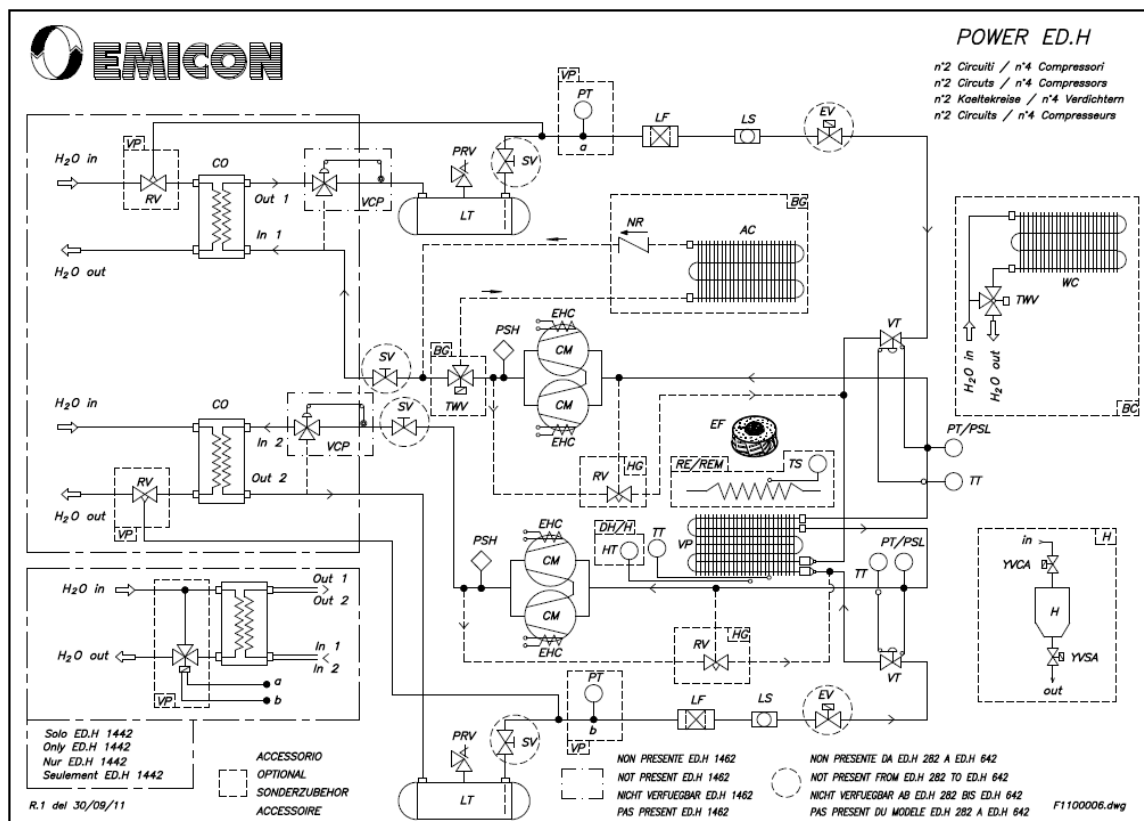 EMICON
POWER ED.H
n°2 Circuiti / n°4 Compressori
n°2 Circuts / n°4 Compressors
n°2 Kaeltekreise / n°4 Verdichtern
n°2 Circuits / n°4 Compresseurs
VP
PT
a
LF
LS
EV
VP
H2O in
RV
CO
Out 1
VCP
PRV
SV
LT
In 1
H2O out
BG
NR
AC
WC
TWV
H2O in
H2O out
BG
EHC
PSH
CM
CM
EHC
SV
BG
TWV
VT
H2O in
CO
In 2
VCP
SV
Out 2
RV
VP
H2O out
EF
RE/REM
TS
RV
HG
PT/PSL
TT
EHC
PSH
CM
CM
EHC
DH/H
HT
TT
VP
PT/PSL
TT
RV
HG
VT
in
H
YVCA
H
YVSA
out
H2O in
Out 1
Out 2
H2O out
In 1
In 2
VP
a
b
PT
b
VP
LF
LS
EV
PRV
SV
LT
Solo ED.H 1442
Only ED.H 1442
Nur ED.H 1442
Seulement ED.H 1442
R.1 del 30/09/11
ACCESSORIO
OPTIONAL
SONDERZUBEHOR
ACCESSOIRE
NON PRESENTE ED.H 1462
NOT PRESENT ED.H 1462
NICHT VERFUEGBAR ED.H 1462
PAS PRESENT ED.H 1462
NON PRESENTE DA ED.H 282 A ED.H 642
NOT PRESENT FROM ED.H 282 TO ED.H 642
NICHT VERFUEGBAR AB ED.H 282 BIS ED.H 642
PAS PRESENT DU MODELE ED.H 282 A ED.H 642
F1100006.dwg